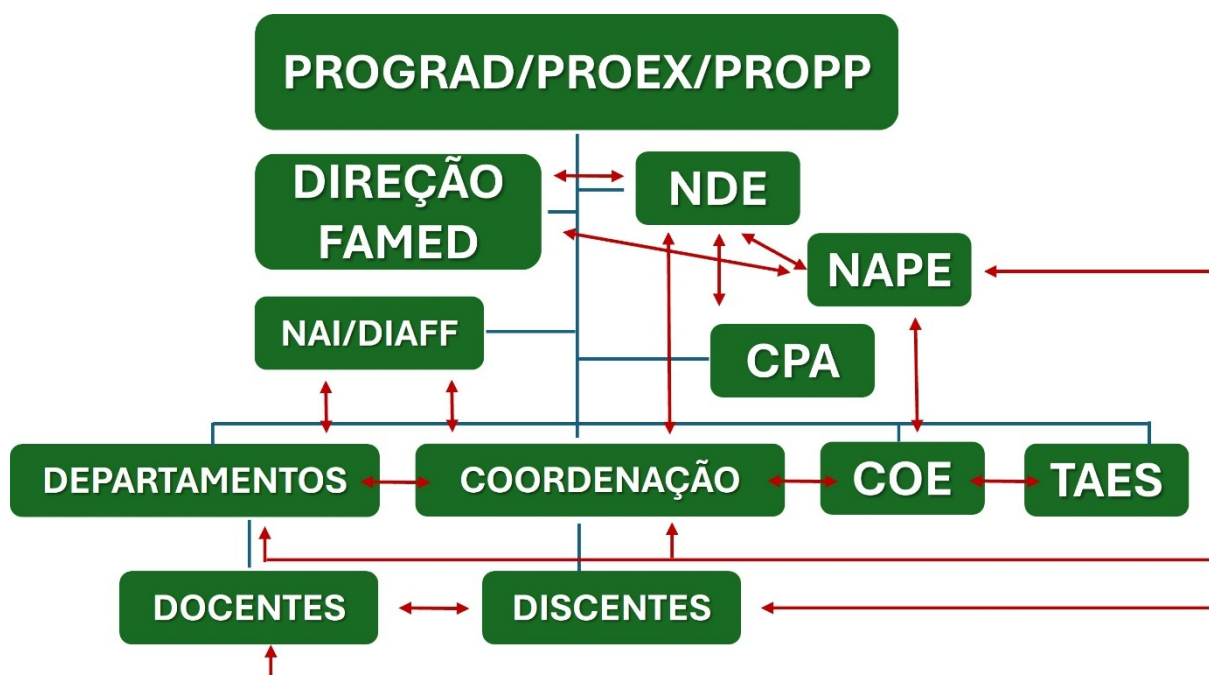 PROGRAD/PROEX/PROPP
DIREÇÃO
FAMED
NDE
NAPE
NAI/DIAFF
CPA
DEPARTAMENTOS
COORDENAÇÃO
COE
TAES
DOCENTES
DISCENTES